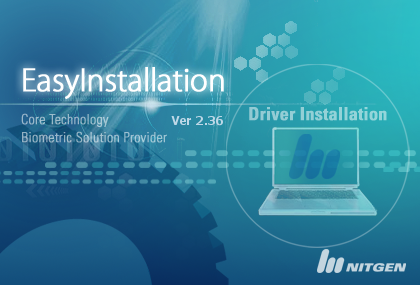 EasyInstallation
Core Technology
Biometric Solution Provider
Ver 2.36
Driver Installation
NITGEN